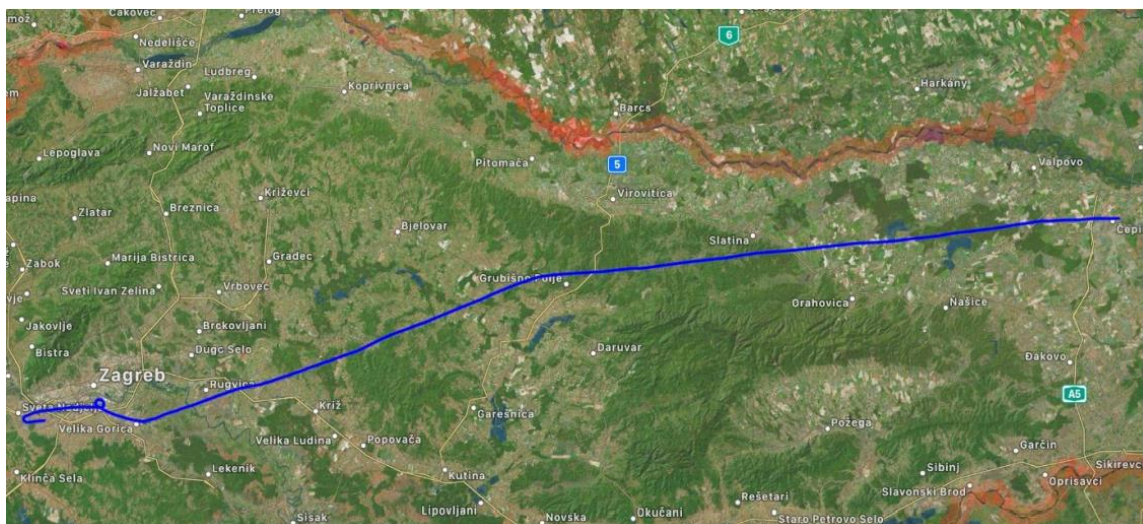 Čakovec
Prelog
Nedelišće
Varaždin
Ludbreg
Jalžabet
Varaždinske
Toplice
Koprivnica
6
Harkány
Barcs
Lepoglava
Novi Marof
Pitomača
5
Valpovo
Virovitica
Križevci
Zlatar
Breznica
Bjelovar
Slatina
Čepin
Zabok
Marija Bistrica
Gradec
Grubišno Polje
Sveti Ivan Zelina
Vrbovec
Orahovica
Našice
Jakovlje
Brckovljani
Bistra
Dugo Selo
Daruvar
Đakovo
Zagreb
Rugvica
A5
Sveta Nedjelja
Križ
Garešnica
Velika Gorica
Požega
Velika Ludina
Popovača
Garčin
Klinča Sela
Lekenik
Kutina
Sibinj
Sikirevci
Oprisavci
Slavonski Brod
Lipovljani
Rešetari
Sisak
Novska
Okučani
Staro Petrovo Selo